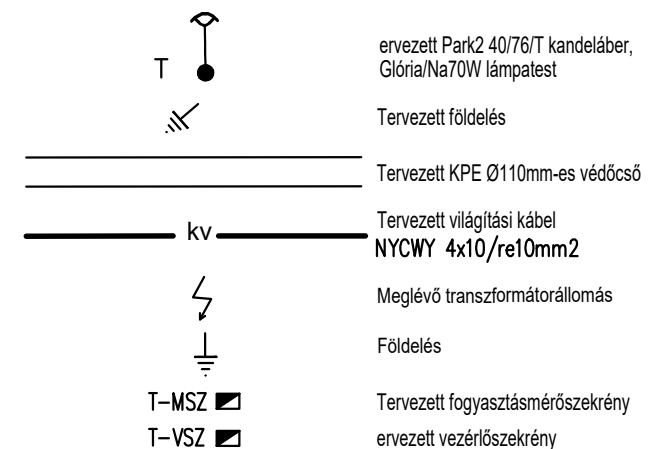 T
ervezett Park2 40/76/T kandeláber,
Glória/Na70W lámpatest
Tervezett földelés
Tervezett KPE Ø110mm-es védőcső
kv
Tervezett világítási kábel
NYCWY 4x10/re10mm2
Meglévő transzformátorállomás
Földelés
T-MSZ Tervezett fogyasztásmérőszekrény
T-VSZ ervezett vezérlőszekrény